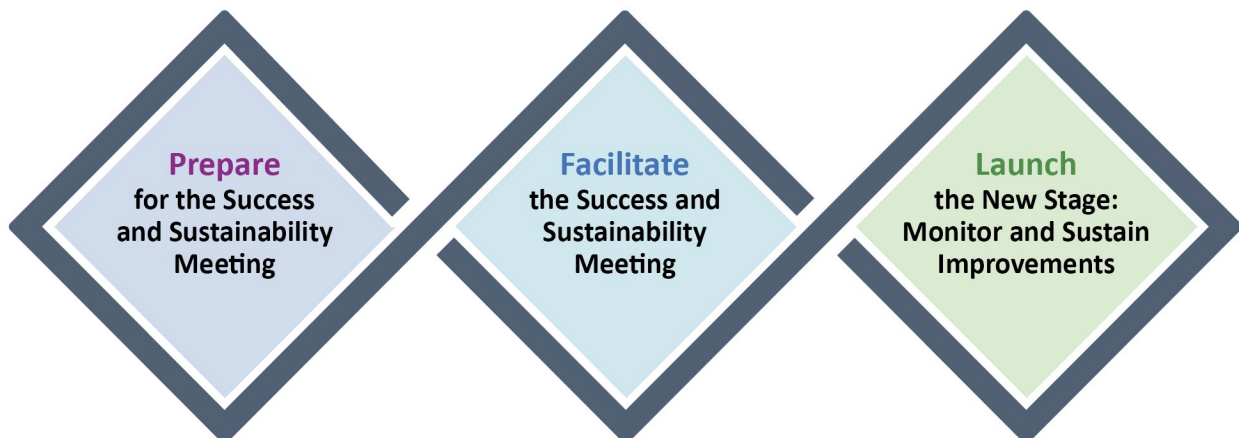 Prepare
for the Success
and Sustainability
Meeting
Facilitate
the Success and
Sustainability
Meeting
Launch
the New Stage:
Monitor and Sustain
Improvements